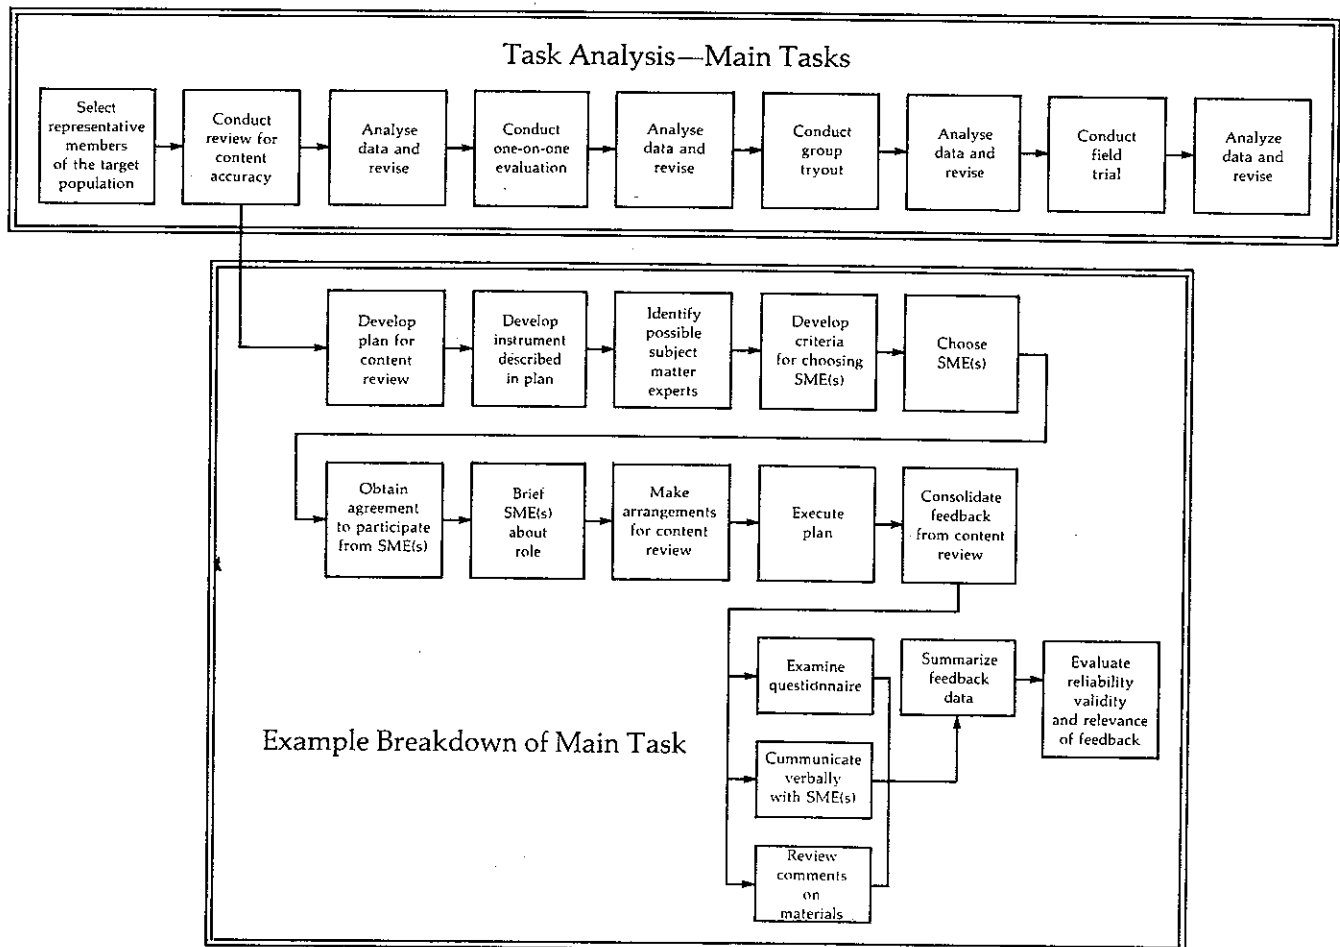 Task Analysis—Main Tasks
Select
representative
members
of the target
population
Conduct
review for
content
accuracy
Analyse
data and
revise
Conduct
one-on-one
evaluation
Analyse
data and
revise
Conduct
group
tryout
Analyse
data and
revise
Conduct
field
trial
Analyze
data and
revise
Develop
plan for
content
review
Develop
instrument
described
in plan
Identify
possible
subject
matter
experts
Develop
criteria
for choosing
SME(s)
Choose
SME(s)
Obtain
agreement
to participate
from SME(s)
Brief
SME(s)
about
role
Make
arrangements
for content
review
Execute
plan
Consolidate
feedback
from content
review
Examine
questionnaire
Summarize
feedback
data
Evaluate
reliability
validity
and relevance
of feedback
Example Breakdown of Main Task
Cummunicate
verbally
with SME(s)
Review
comments
on
materials